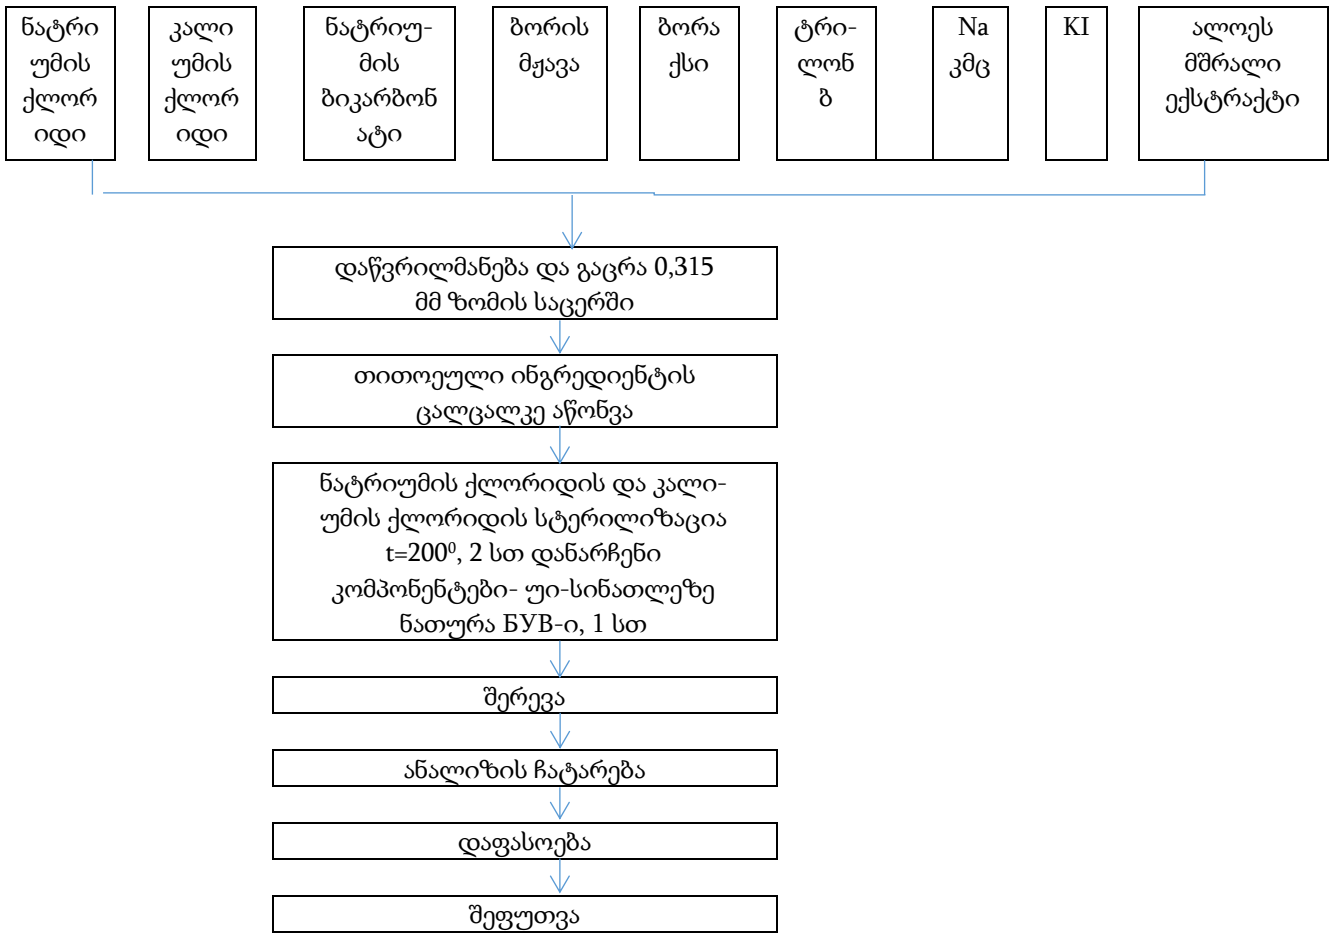 ნატრი
უმის
ქლორ
იდი
კალი
უმის
ქლორ
იდი
ნატრიუ-
მის
ბიკარბონ
ატი
ბორის
მჟავა
ბორა
ქსი
ტრი-
ლონ
ბ
Na
კმც
KI
ალოეს
მშრალი
ექსტრაქტი
დაწვრილმანება და გაცრა 0,315
მმ ზომის საცერში
თითოეული ინგრედიენტის
ცალცალკე აწონვა
ნატრიუმის ქლორიდის და კალი-
უმის ქლორიდის სტერილიზაცია
t=200⁰, 2 სთ დანარჩენი
კომპონენტები- უი-სინათლეზე
ნათურა БУВ-ი, 1 სთ
შერევა
ანალიზის ჩატარება
დაფასოება
შეფუთვა